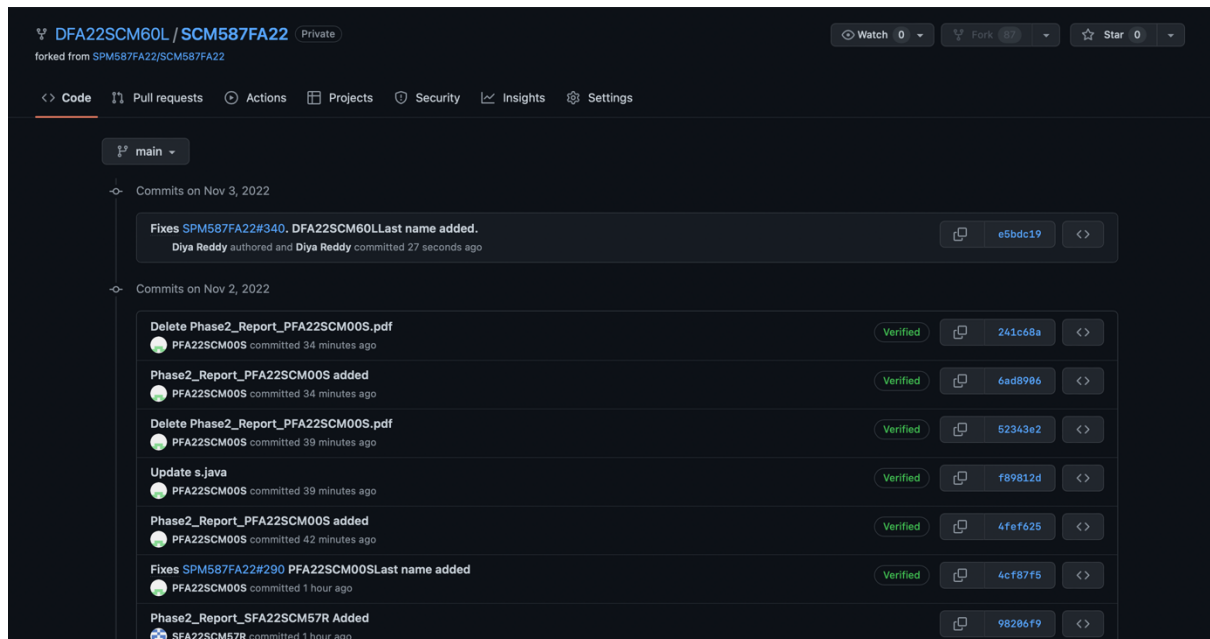 DFA22SCM60L / SCM587FA22 Private
Watch 0
Fork 87
Star 0
forked from SPM587FA22/SCM587FA22
<> Code
Pull requests
Actions
Projects
Security
Insights
Settings
main
Commits on Nov 3, 2022
Fixes SPM587FA22#340. DFA22SCM60LLast name added.
Diya Reddy authored and Diya Reddy committed 27 seconds ago
e5bdc19
<>
Commits on Nov 2, 2022
Delete Phase2_Report_PFA22SCM00S.pdf
PFA22SCM00S committed 34 minutes ago
Verified
241c68a
<>
Phase2_Report_PFA22SCM00S added
PFA22SCM00S committed 34 minutes ago
Verified
6ad8906
<>
Delete Phase2_Report_PFA22SCM00S.pdf
PFA22SCM00S committed 39 minutes ago
Verified
52343e2
<>
Update s.java
PFA22SCM00S committed 39 minutes ago
Verified
f89812d
<>
Phase2_Report_PFA22SCM00S added
PFA22SCM00S committed 42 minutes ago
Verified
4fef625
<>
Fixes SPM587FA22#290 PFA22SCM00SLast name added
PFA22SCM00S committed 1 hour ago
Verified
4cf87f5
<>
Phase2_Report_SFA22SCM57R Added
SFA22SCM57R committed 1 hour ago
98206f9
<>